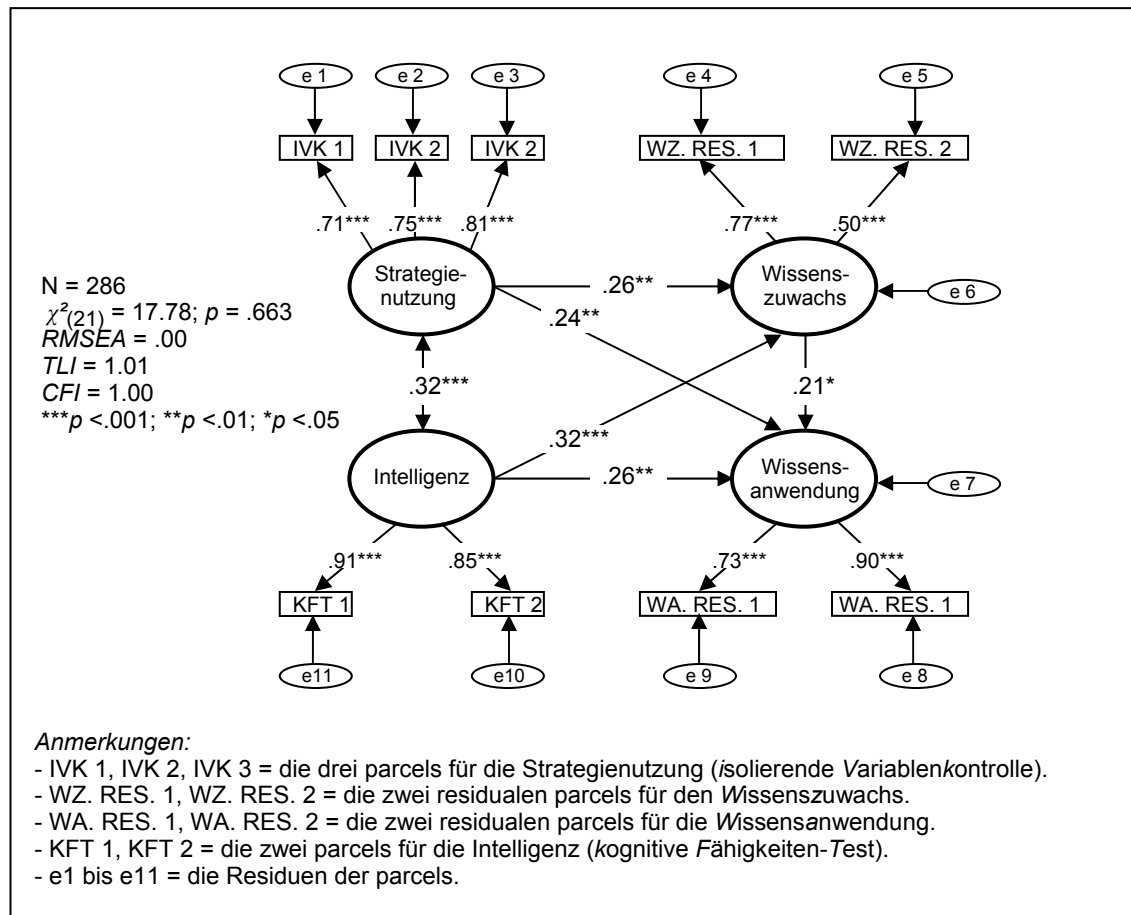 e 1 e 2 e 3 e 4 e 5
IVK 1 IVK 2 IVK 2 WZ. RES. 1 WZ. RES. 2
.71*** .75*** .81*** .77*** .50***
Strategie-
nutzung
Wissens-
zuwachs
.26**
e 6
.24**
N = 286
χ²(21) = 17.78; p = .663
RMSEA = .00
TLI = 1.01
CFI = 1.00
***p <.001; **p <.01; *p <.05
.32***
.21*
.32***
Intelligenz
.26**
Wissens-
anwendung
e 7
.91*** .85*** .73*** .90***
KFT 1 KFT 2 WA. RES. 1 WA. RES. 1
e11 e10 e 9 e 8
Anmerkungen:
- IVK 1, IVK 2, IVK 3 = die drei parcels für die Strategienutzung (isolierende Variablenkontrolle).
- WZ. RES. 1, WZ. RES. 2 = die zwei residualen parcels für den Wissenszuwachs.
- WA. RES. 1, WA. RES. 2 = die zwei residualen parcels für die Wissensanwendung.
- KFT 1, KFT 2 = die zwei parcels für die Intelligenz (kognitive Fähigkeiten-Test).
- e1 bis e11 = die Residuen der parcels.